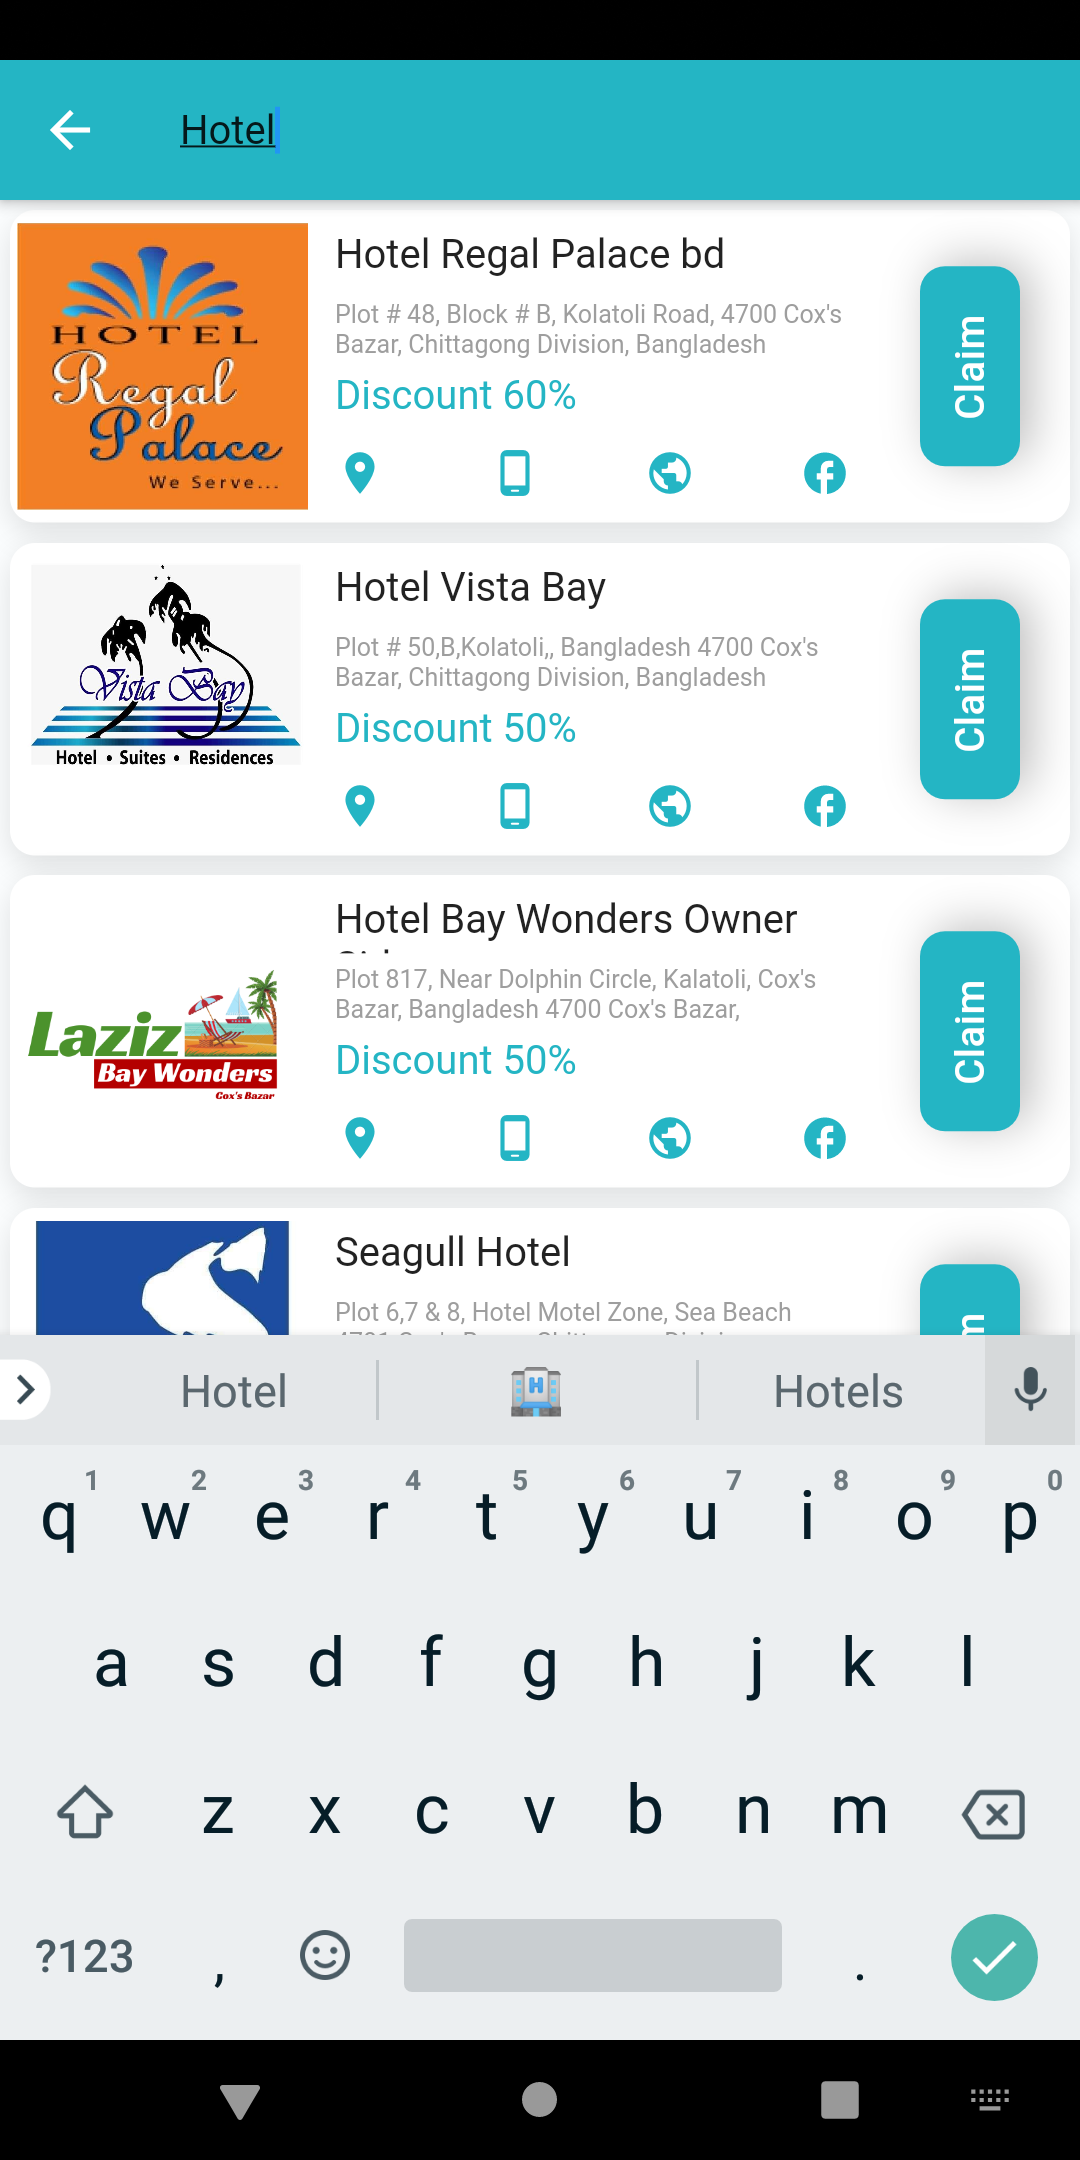 Hotel
HOTEL
Regal
Palace
We Serve...
Hotel Regal Palace bd
Plot # 48, Block # B, Kolatoli Road, 4700 Cox's
Bazar, Chittagong Division, Bangladesh
Discount 60%
Claim
Vista Bay
Hotel • Suites • Residences
Hotel Vista Bay
Plot # 50,B,Kolatoli,, Bangladesh 4700 Cox's
Bazar, Chittagong Division, Bangladesh
Discount 50%
Claim
Laziz
Bay Wonders
Cox's Bazar
Hotel Bay Wonders Owner
Plot 817, Near Dolphin Circle, Kalatoli, Cox's
Bazar, Bangladesh 4700 Cox's Bazar,
Discount 50%
Claim
Seagull Hotel
Plot 6,7 & 8, Hotel Motel Zone, Sea Beach
Hotel
H
Hotels
1 2 3 4 5 6 7 8 9 0
q w e r t y u i o p
a s d f g h j k l
z x c v b n m
?123 , .